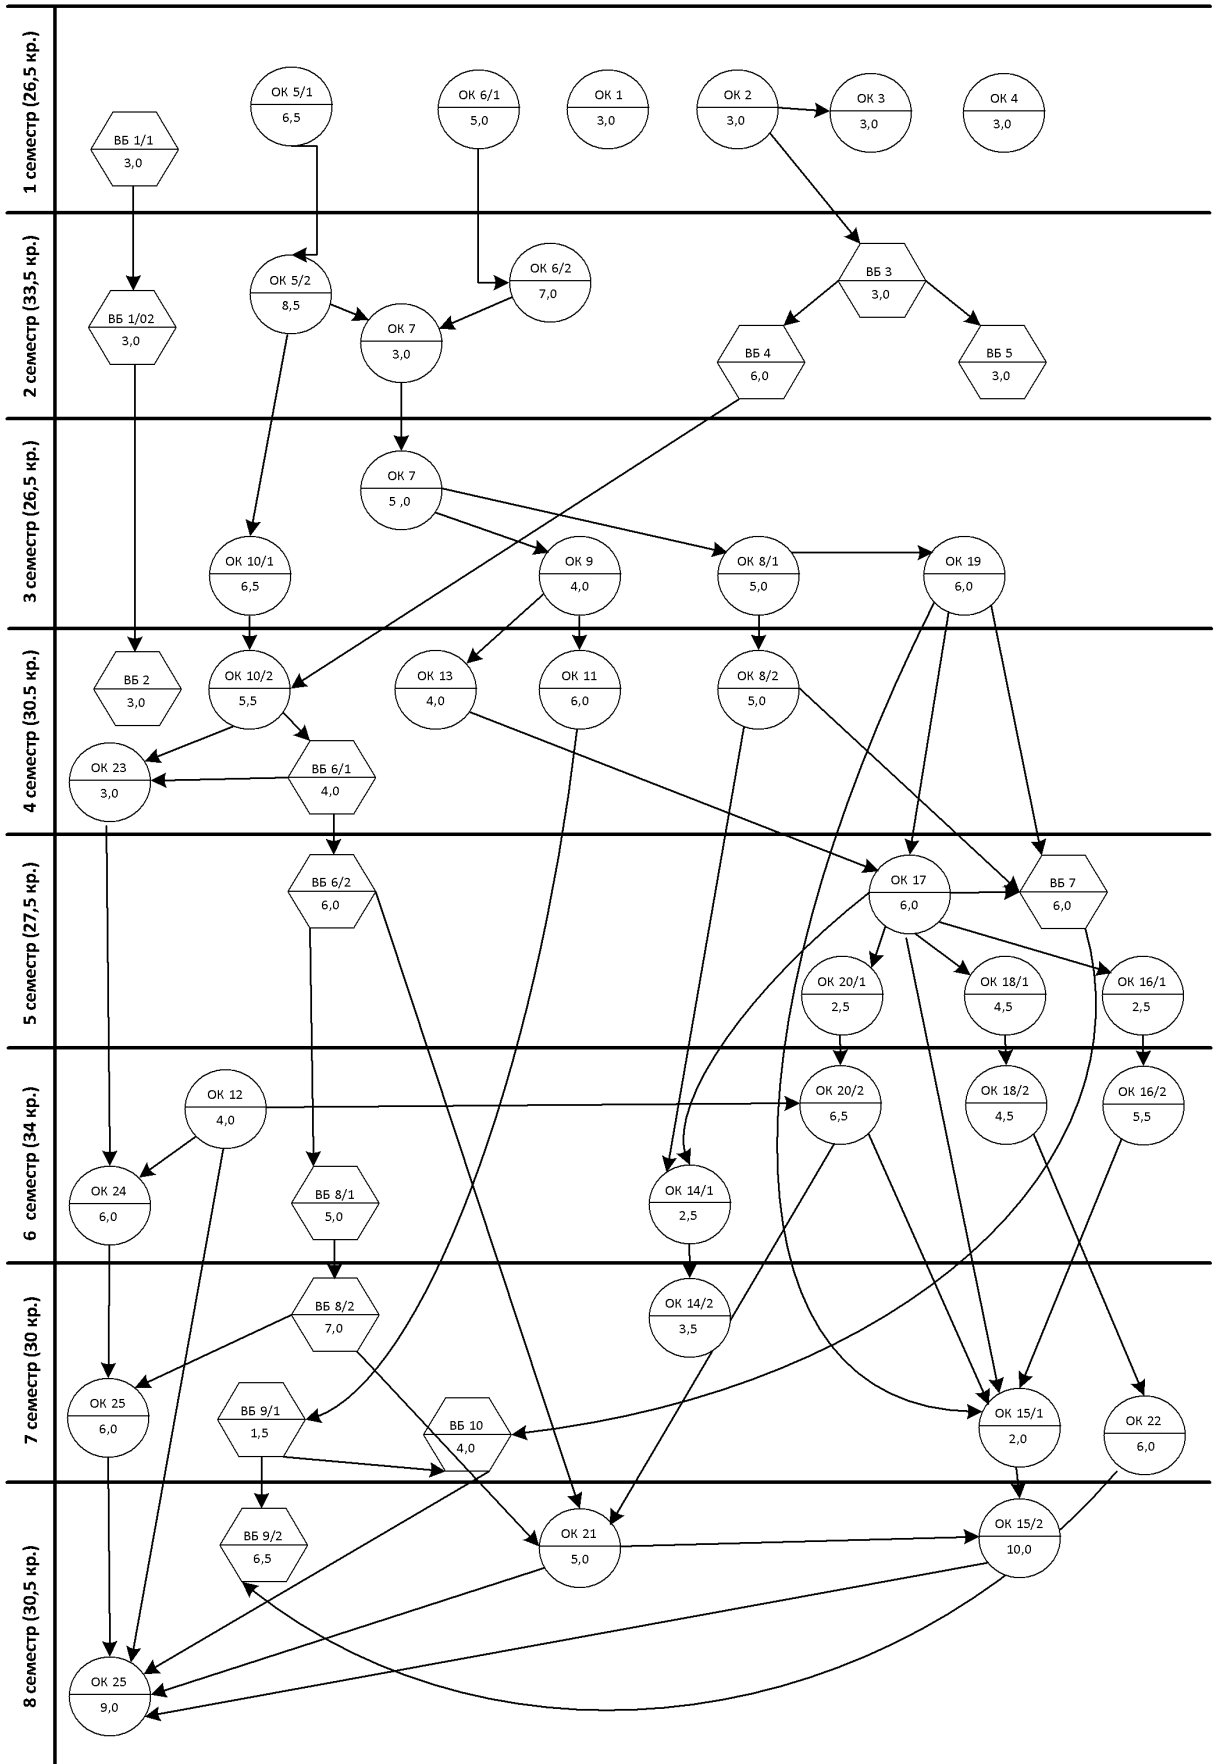 1 семестр (26,5 кр.)
ВБ 1/1
3,0
ОК 5/1
6,5
ОК 6/1
5,0
ОК 1
3,0
ОК 2
3,0
ОК 3
3,0
ОК 4
3,0
2 семестр (33,5 кр.)
ВБ 1/02
3,0
ОК 5/2
8,5
ОК 7
3,0
ОК 6/2
7,0
ВБ 3
3,0
ВБ 4
6,0
ВБ 5
3,0
3 семестр (26,5 кр.)
ОК 7
5 ,0
ОК 10/1
6,5
ОК 9
4,0
ОК 8/1
5,0
ОК 19
6,0
4 семестр (30.5 кр.)
ВБ 2
3,0
ОК 10/2
5,5
ОК 13
4,0
ОК 11
6,0
ОК 8/2
5,0
ОК 23
3,0
ВБ 6/1
4,0
5 семестр (27,5 кр.)
ВБ 6/2
6,0
ОК 17
6,0
ВБ 7
6,0
ОК 20/1
2,5
ОК 18/1
4,5
ОК 16/1
2,5
6 семестр (34 кр.)
ОК 12
4,0
ОК 20/2
6,5
ОК 18/2
4,5
ОК 16/2
5,5
ОК 24
6,0
ВБ 8/1
5,0
ОК 14/1
2,5
7 семестр (30 кр.)
ВБ 8/2
7,0
ОК 14/2
3,5
ОК 25
6,0
ВБ 9/1
1,5
ВБ 10
4,0
ОК 15/1
2,0
ОК 22
6,0
8 семестр (30,5 кр.)
ВБ 9/2
6,5
ОК 21
5,0
ОК 15/2
10,0
ОК 25
9,0